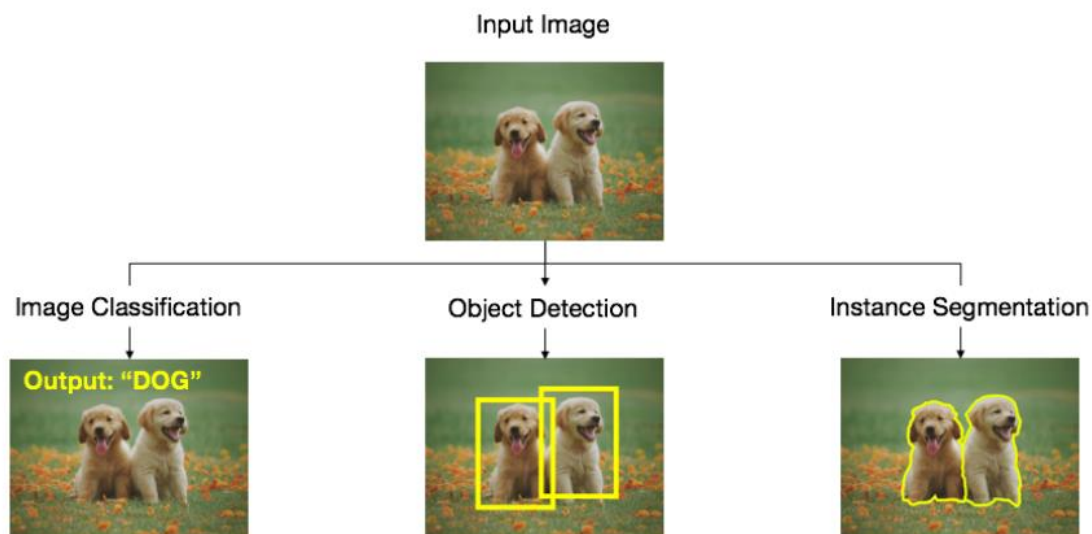 Input Image
Image Classification
Object Detection
Instance Segmentation
Output: “DOG”